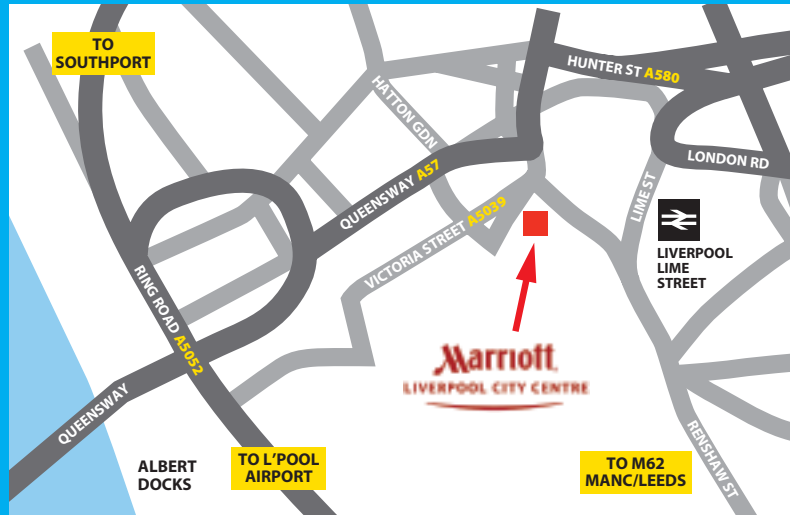 TO
SOUTHPORT
HUNTER ST A580
HATTON GDN
LONDON RD
QUEENSWAY A57
LIME ST
VICTORIA STREET A5039
LIVERPOOL
LIME
STREET
RING ROAD A5052
Marriott
LIVERPOOL CITY CENTRE
QUEENSWAY
RENSHAW ST
ALBERT
DOCKS
TO L'POOL
AIRPORT
TO M62
MANC/LEEDS